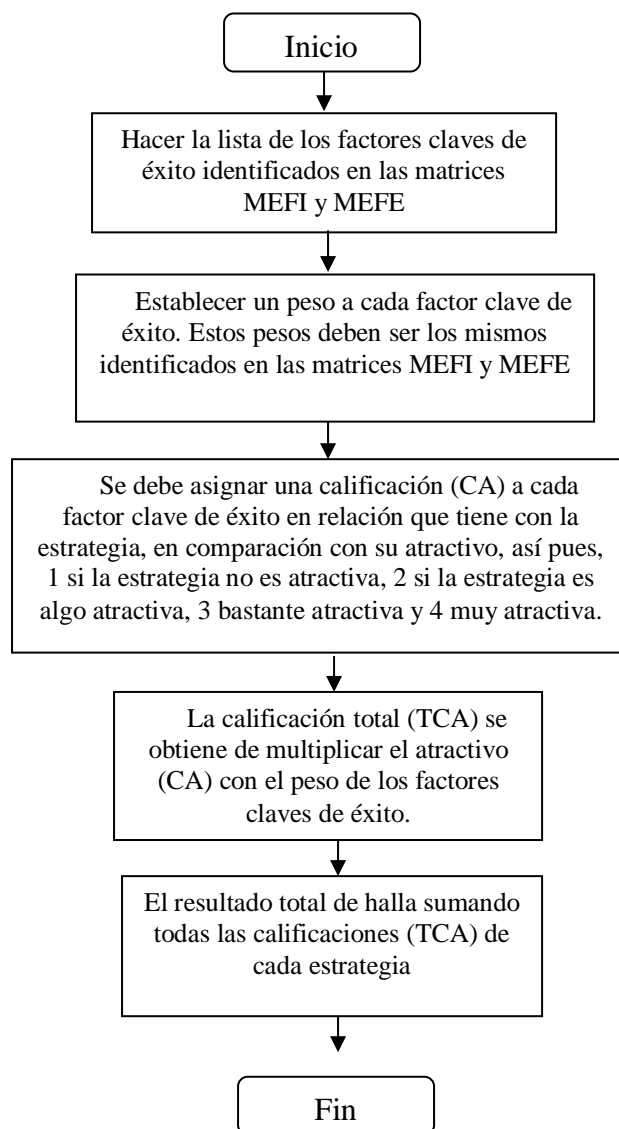 Inicio
Hacer la lista de los factores claves de
éxito identificados en las matrices
MEFI y MEFE
Establecer un peso a cada factor clave de
éxito. Estos pesos deben ser los mismos
identificados en las matrices MEFI y MEFE
Se debe asignar una calificación (CA) a cada
factor clave de éxito en relación que tiene con la
estrategia, en comparación con su atractivo, así pues,
1 si la estrategia no es atractiva, 2 si la estrategia es
algo atractiva, 3 bastante atractiva y 4 muy atractiva.
La calificación total (TCA) se
obtiene de multiplicar el atractivo
(CA) con el peso de los factores
claves de éxito.
El resultado total de halla sumando
todas las calificaciones (TCA) de
cada estrategia
Fin